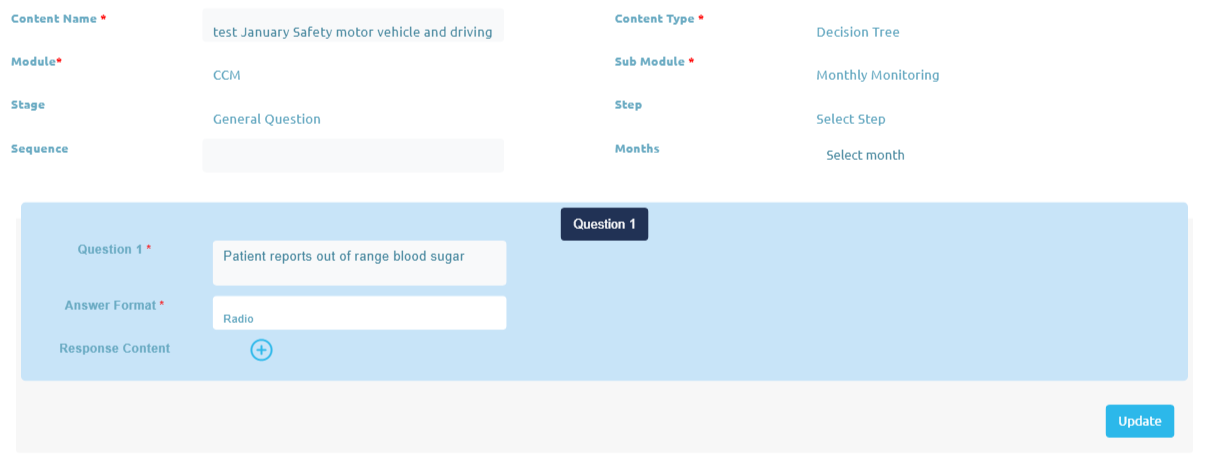 Content Name * test January Safety motor vehicle and driving Content Type * Decision Tree
Module* CCM Sub Module * Monthly Monitoring
Stage General Question Step Select Step
Sequence Months Select month
Question 1
Question 1 * Patient reports out of range blood sugar
Answer Format * Radio
Response Content
Update